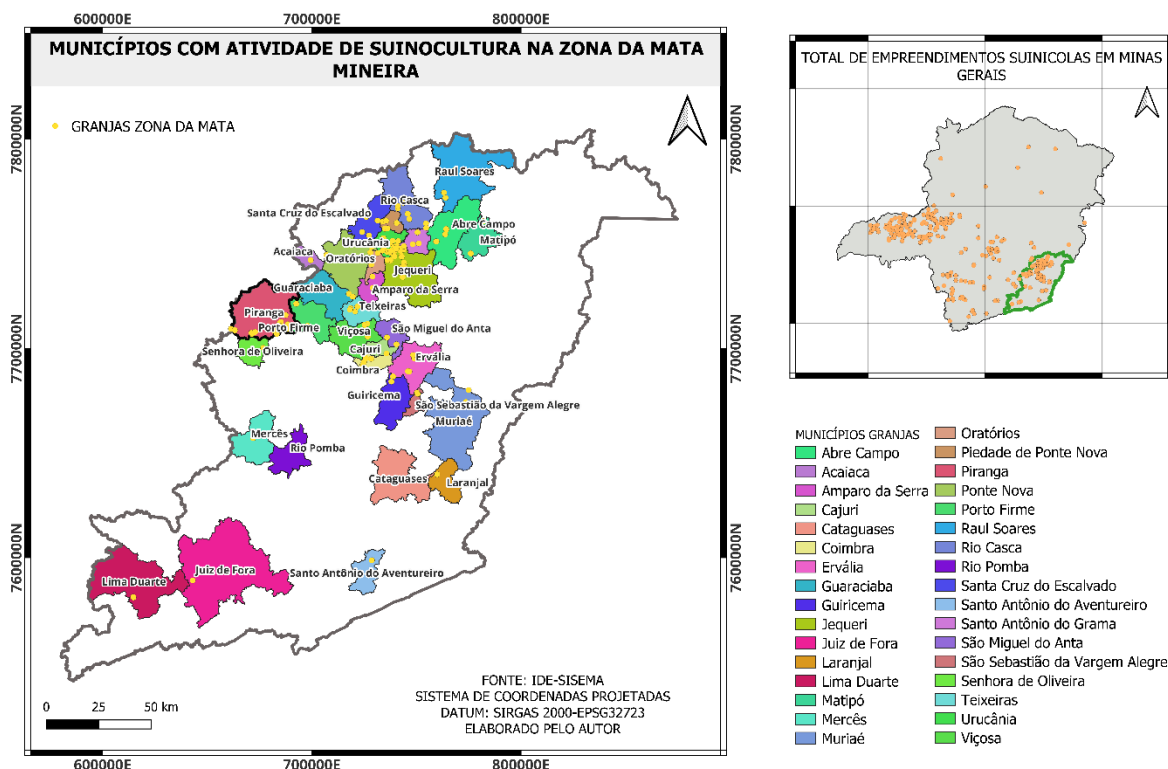 600000E 700000E 800000E
MUNICÍPIOS COM ATIVIDADE DE SUINOCULTURA NA ZONA DA MATA
MINEIRA
GRANJAS ZONA DA MATA
7800000N
7700000N
7600000N
7800000N
7700000N
7600000N
Raul Soares
Rio Casca
Santa Cruz do Escalvado
Abre Campo
Matipó
Urucânia
Acaiaca
Oratórios
Jequeri
Guaraciaba
Amparo da Serra
Teixeiras
Piranga
Porto Firme
Viçosa
São Miguel do Anta
Senhora de Oliveira
Cajuri
Ervália
Coimbra
Guiricema
São Sebastião da Vargem Alegre
Muriaé
Mercês
Rio Pomba
Cataguases
Laranjal
Juiz de Fora
Lima Duarte
Santo Antônio do Aventureiro
FONTE: IDE-SISEMA
SISTEMA DE COORDENADAS PROJETADAS
DATUM: SIRGAS 2000-EPSG32723
ELABORADO PELO AUTOR
0 25 50 km
600000E 700000E 800000E
TOTAL DE EMPREENDIMENTOS SUINICOLAS EM MINAS
GERAIS
MUNICÍPIOS GRANJAS
Abre Campo
Acaiaca
Amparo da Serra
Cajuri
Cataguases
Coimbra
Ervália
Guaraciaba
Guiricema
Jequeri
Juiz de Fora
Laranjal
Lima Duarte
Matipó
Mercês
Muriaé
Oratórios
Piedade de Ponte Nova
Piranga
Ponte Nova
Porto Firme
Raul Soares
Rio Casca
Rio Pomba
Santa Cruz do Escalvado
Santo Antônio do Aventureiro
Santo Antônio do Grama
São Miguel do Anta
São Sebastião da Vargem Alegre
Senhora de Oliveira
Teixeiras
Urucânia
Viçosa